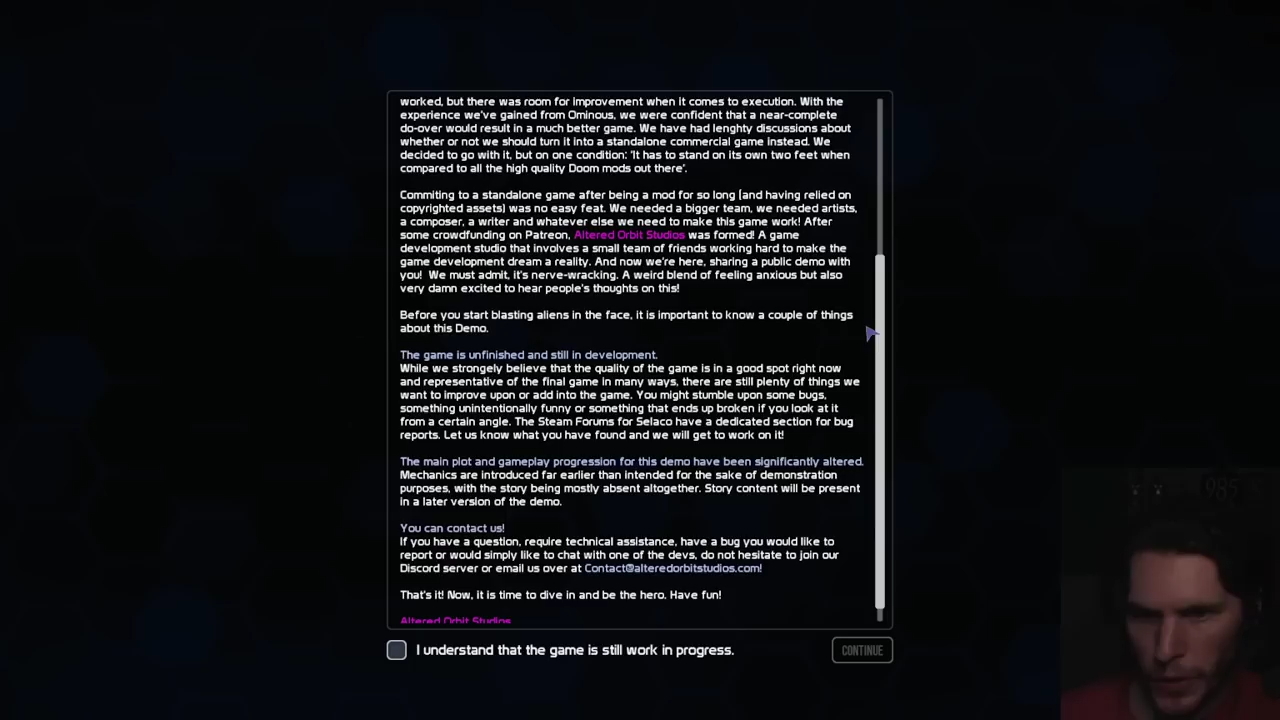 worked, but there was room for improvement when it comes to execution. With the
experience we've gained from Ominous, we were confident that a near-complete
do-over would result in a much better game. We have had lenghty discussions about
whether or not we should turn it into a standalone commercial game instead. We
decided to go with it, but on one condition: 'It has to stand on its own two feet when
compared to all the high quality Doom mods out there'.
Commiting to a standalone game after being a mod for so long (and having relied on
copyrighted assets) was no easy feat. We needed a bigger team, we needed artists,
a composer, a writer and whatever else we need to make this game work! After
some crowdfunding on Patreon, Altered Orbit Studios was formed! A game
development studio that involves a small team of friends working hard to make the
game development dream a reality. And now we're here, sharing a public demo with
you! We must admit, it's nerve-wracking. A weird blend of feeling anxious but also
very damn excited to hear people's thoughts on this!
Before you start blasting aliens in the face, it is important to know a couple of things
about this Demo.
The game is unfinished and still in development.
While we strongely believe that the quality of the game is in a good spot right now
and representative of the final game in many ways, there are still plenty of things we
want to improve upon or add into the game. You might stumble upon some bugs,
something unintentionally funny or something that ends up broken if you look at it
from a certain angle. The Steam Forums for Selaco have a dedicated section for bug
reports. Let us know what you have found and we will get to work on it!
The main plot and gameplay progression for this demo have been significantly altered.
Mechanics are introduced far earlier than intended for the sake of demonstration
purposes, with the story being mostly absent altogether. Story content will be present
in a later version of the demo.
You can contact us!
If you have a question, require technical assistance, have a bug you would like to
report or would simply like to chat with one of the devs, do not hesitate to join our
Discord server or email us over at Contact@alteredorbitstudios.com!
That's it! Now, it is time to dive in and be the hero. Have fun!
Altered Orbit Studios
I understand that the game is still work in progress.
CONTINUE